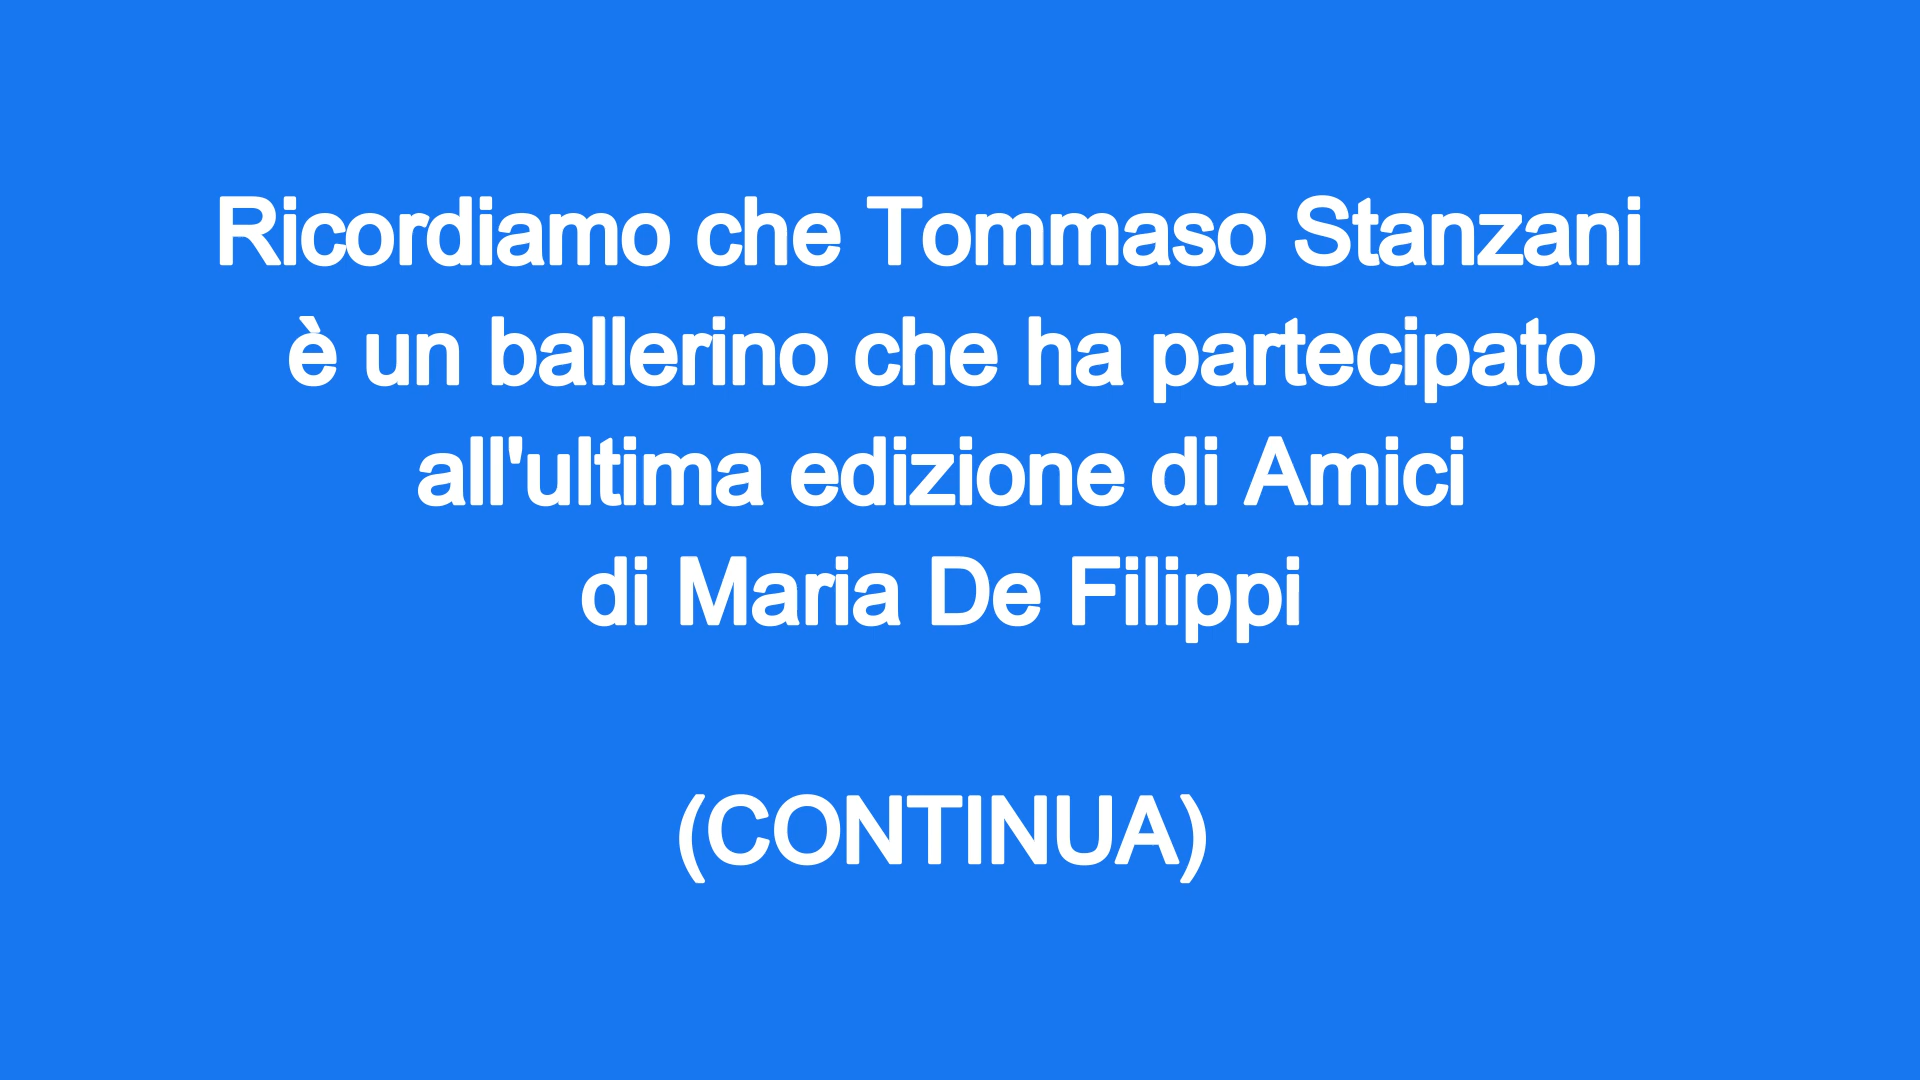 Ricordiamo che Tommaso Stanzani
è un ballerino che ha partecipato
all'ultima edizione di Amici
di Maria De Filippi
(CONTINUA)